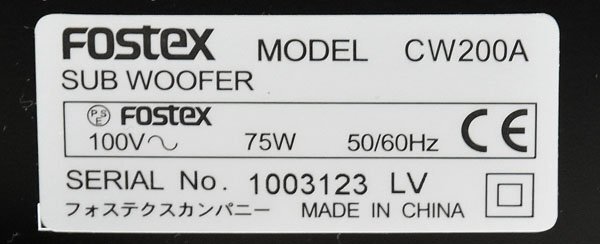 FOSTEX MODEL CW200A
SUB WOOFER
PSE FOSTEX
100V〜 75W 50/60Hz CE
SERIAL No. 1003123 LV
フォステクスカンパニー MADE IN CHINA